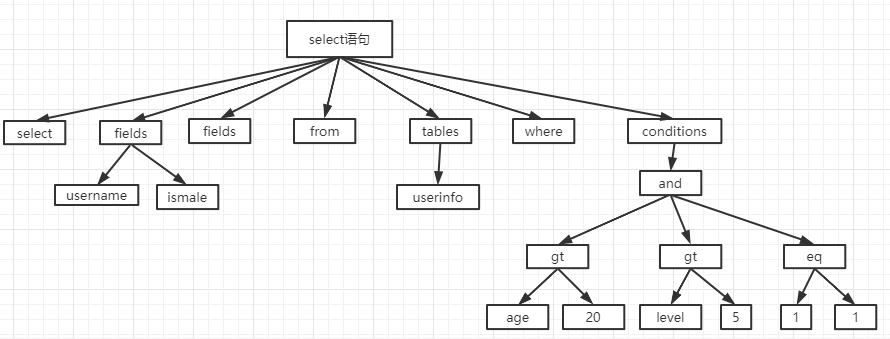 select语句
select
fields
fields
from
tables
where
conditions
username
ismale
userinfo
and
gt
gt
eq
age
20
level
5
1
1